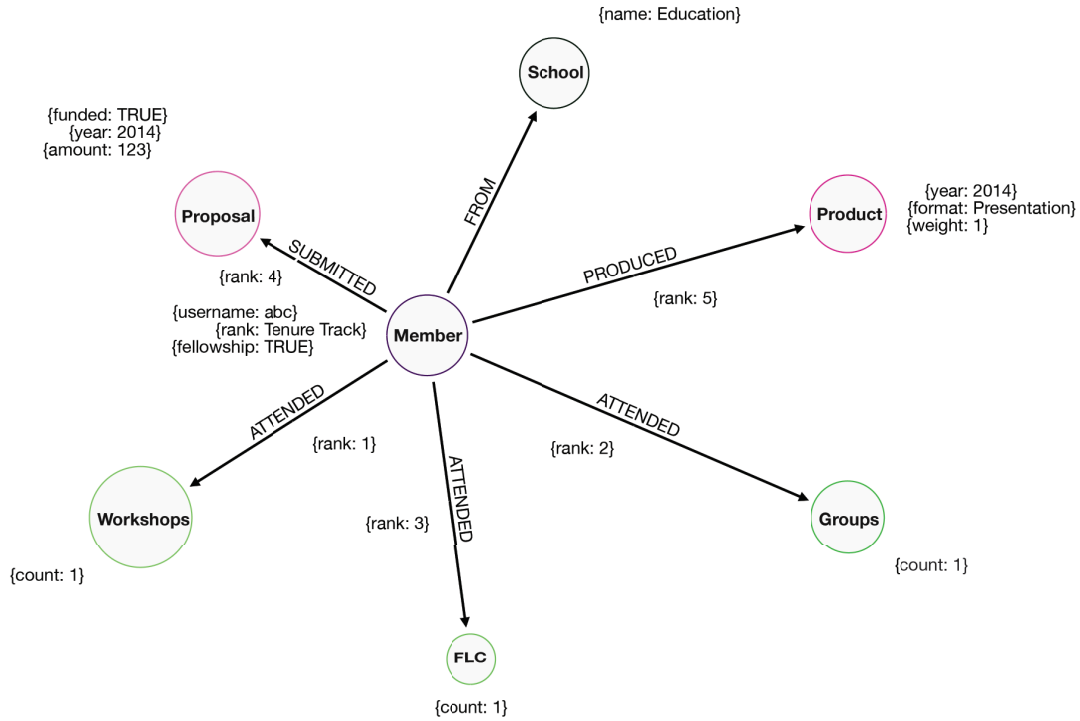 {name: Education}
School
{funded: TRUE}
{year: 2014}
{amount: 123}
Proposal
FROM
Product
{year: 2014}
{format: Presentation}
{weight: 1}
SUBMITTED
{rank: 4}
PRODUCED
{rank: 5}
{username: abc}
{rank: Tenure Track}
{fellowship: TRUE}
Member
ATTENDED
{rank: 1}
ATTENDED
{rank: 2}
ATTENDED
{rank: 3}
Workshops
{count: 1}
Groups
{count: 1}
FLC
{count: 1}